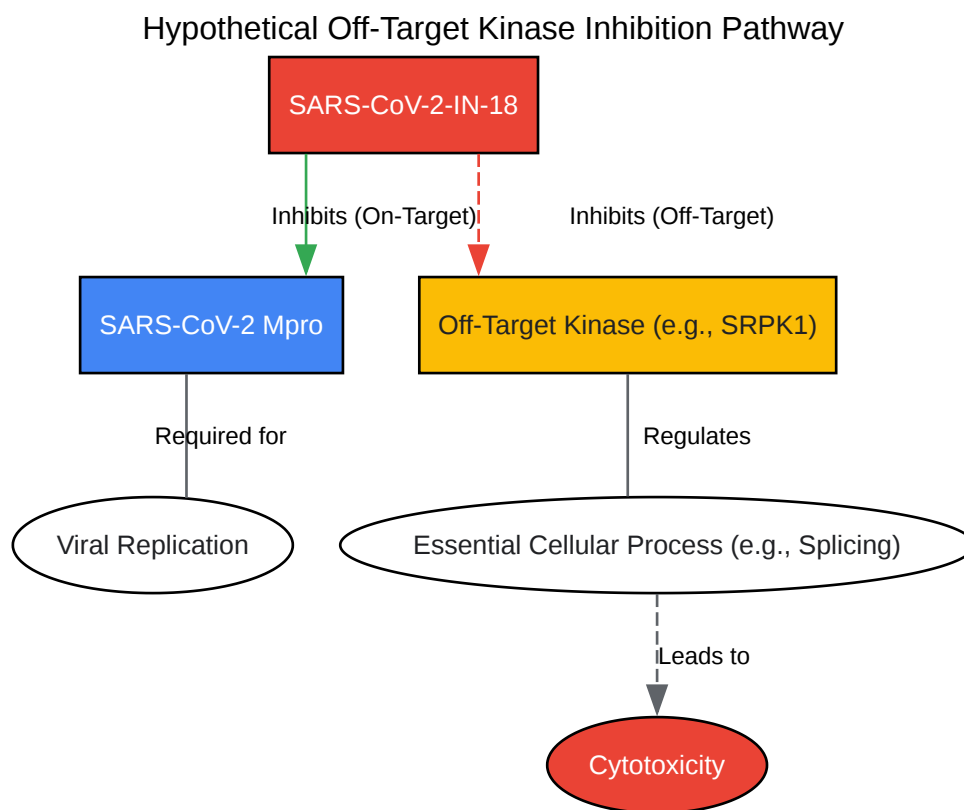 Hypothetical Off-Target Kinase Inhibition Pathway
SARS-CoV-2-IN-18
Inhibits (On-Target)
Inhibits (Off-Target)
SARS-CoV-2 Mpro
Off-Target Kinase (e.g., SRPK1)
Required for
Regulates
Viral Replication
Essential Cellular Process (e.g., Splicing)
Leads to
Cytotoxicity